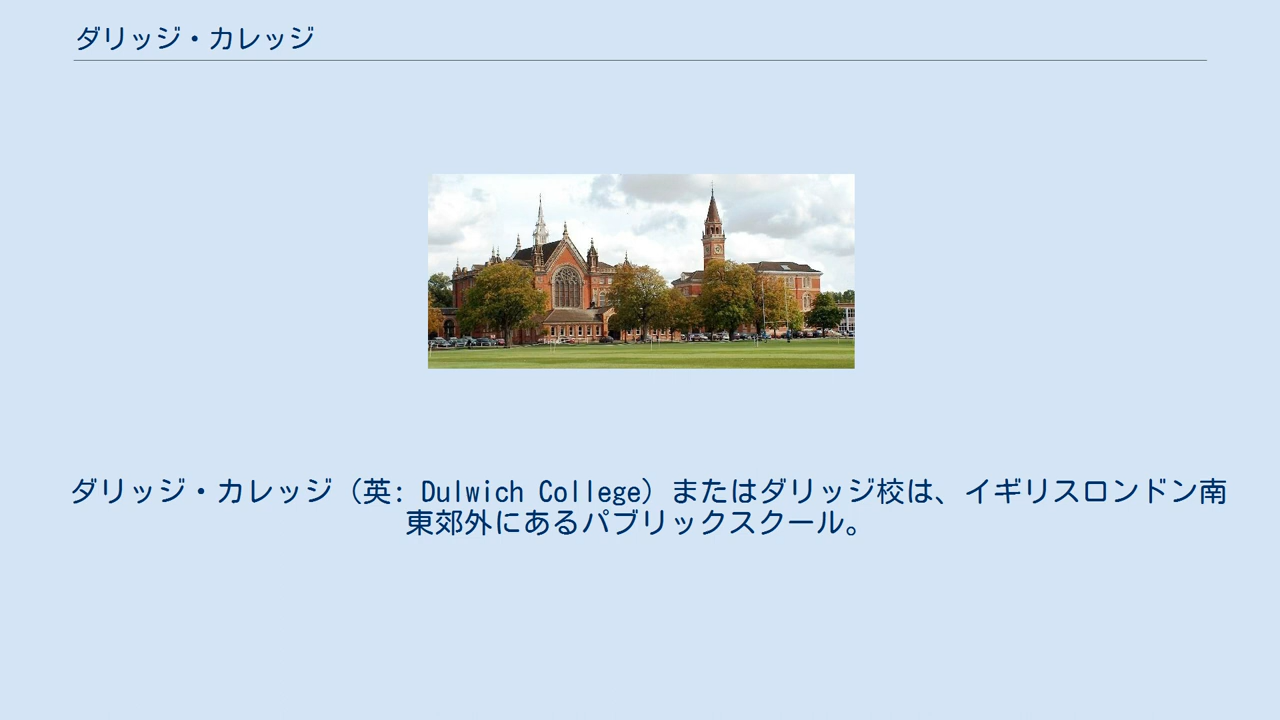 ダリッジ・カレッジ
ダリッジ・カレッジ（英: Dulwich College）またはダリッジ校は、イギリスロンドン南
東郊外にあるパブリックスクール。